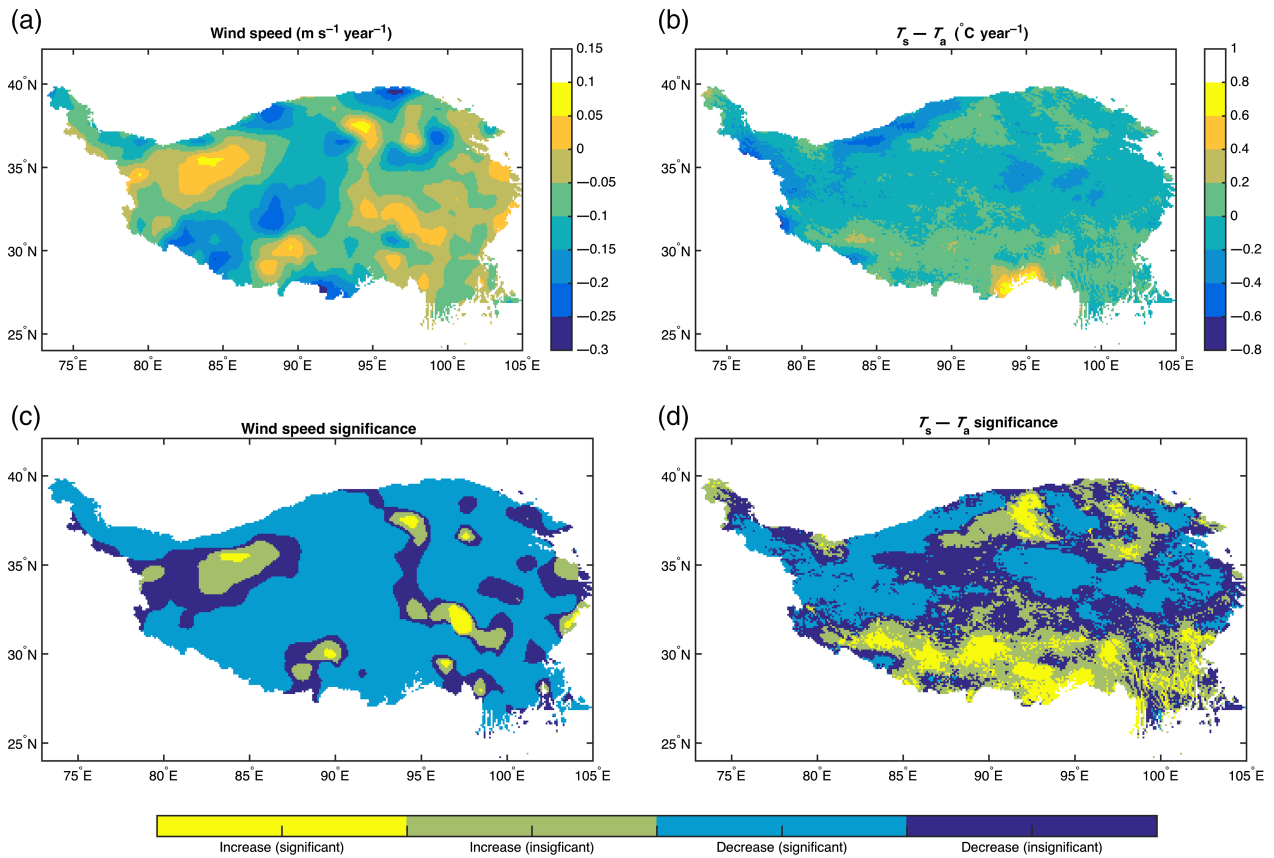 (a)
Wind speed (m s⁻¹ year⁻¹)
40°N
35°N
30°N
25°N
75°E 80°E 85°E 90°E 95°E 100°E 105°E
0.15
0.1
0.05
0
−0.05
−0.1
−0.15
−0.2
−0.25
−0.3
(b)
Ts — Ta (°C year⁻¹)
40°N
35°N
30°N
25°N
75°E 80°E 85°E 90°E 95°E 100°E 105°E
1
0.8
0.6
0.4
0.2
0
−0.2
−0.4
−0.6
−0.8
(c)
Wind speed significance
40°N
35°N
30°N
25°N
75°E 80°E 85°E 90°E 95°E 100°E 105°E
(d)
Ts — Ta significance
40°N
35°N
30°N
25°N
75°E 80°E 85°E 90°E 95°E 100°E 105°E
Increase (significant) Increase (insigficant) Decrease (significant) Decrease (insignificant)